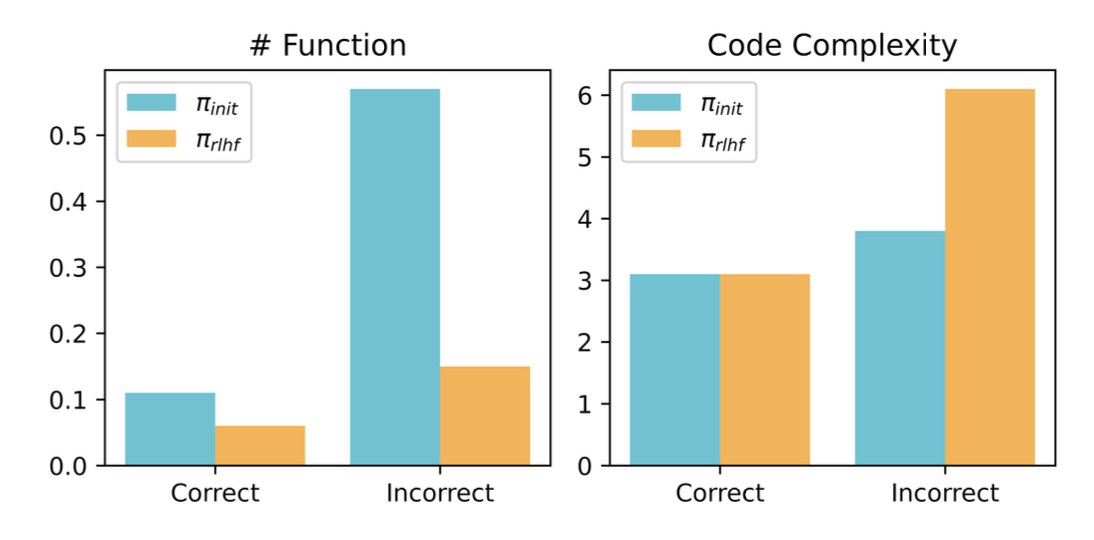 # Function
π_init
π_rlhf
0.5
0.4
0.3
0.2
0.1
0.0
Correct Incorrect
Code Complexity
π_init
π_rlhf
6
5
4
3
2
1
0
Correct Incorrect